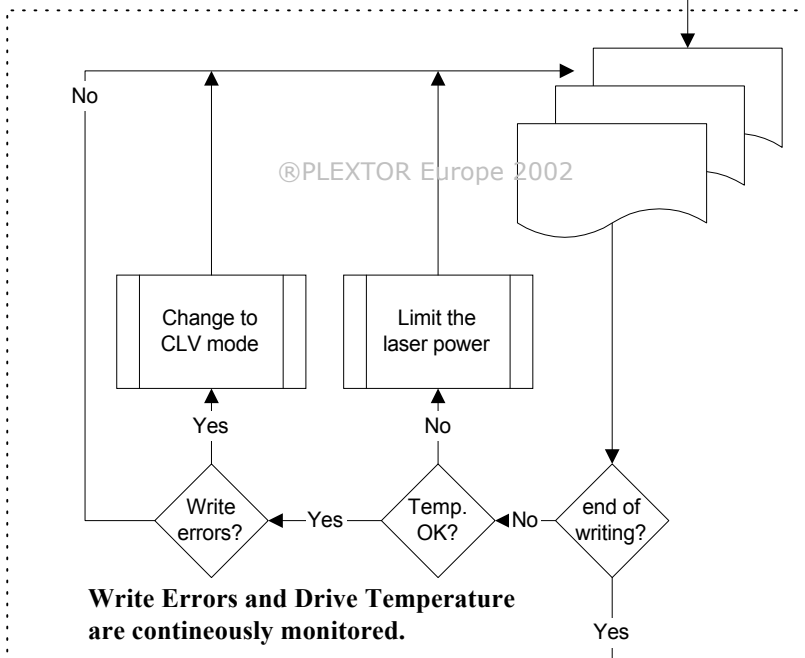 No
®PLEXTOR Europe 2002
Change to
CLV mode
Limit the
laser power
Yes
No
Write
errors?
Yes
Temp.
OK?
No
end of
writing?
Write Errors and Drive Temperature
are contineously monitored.
Yes